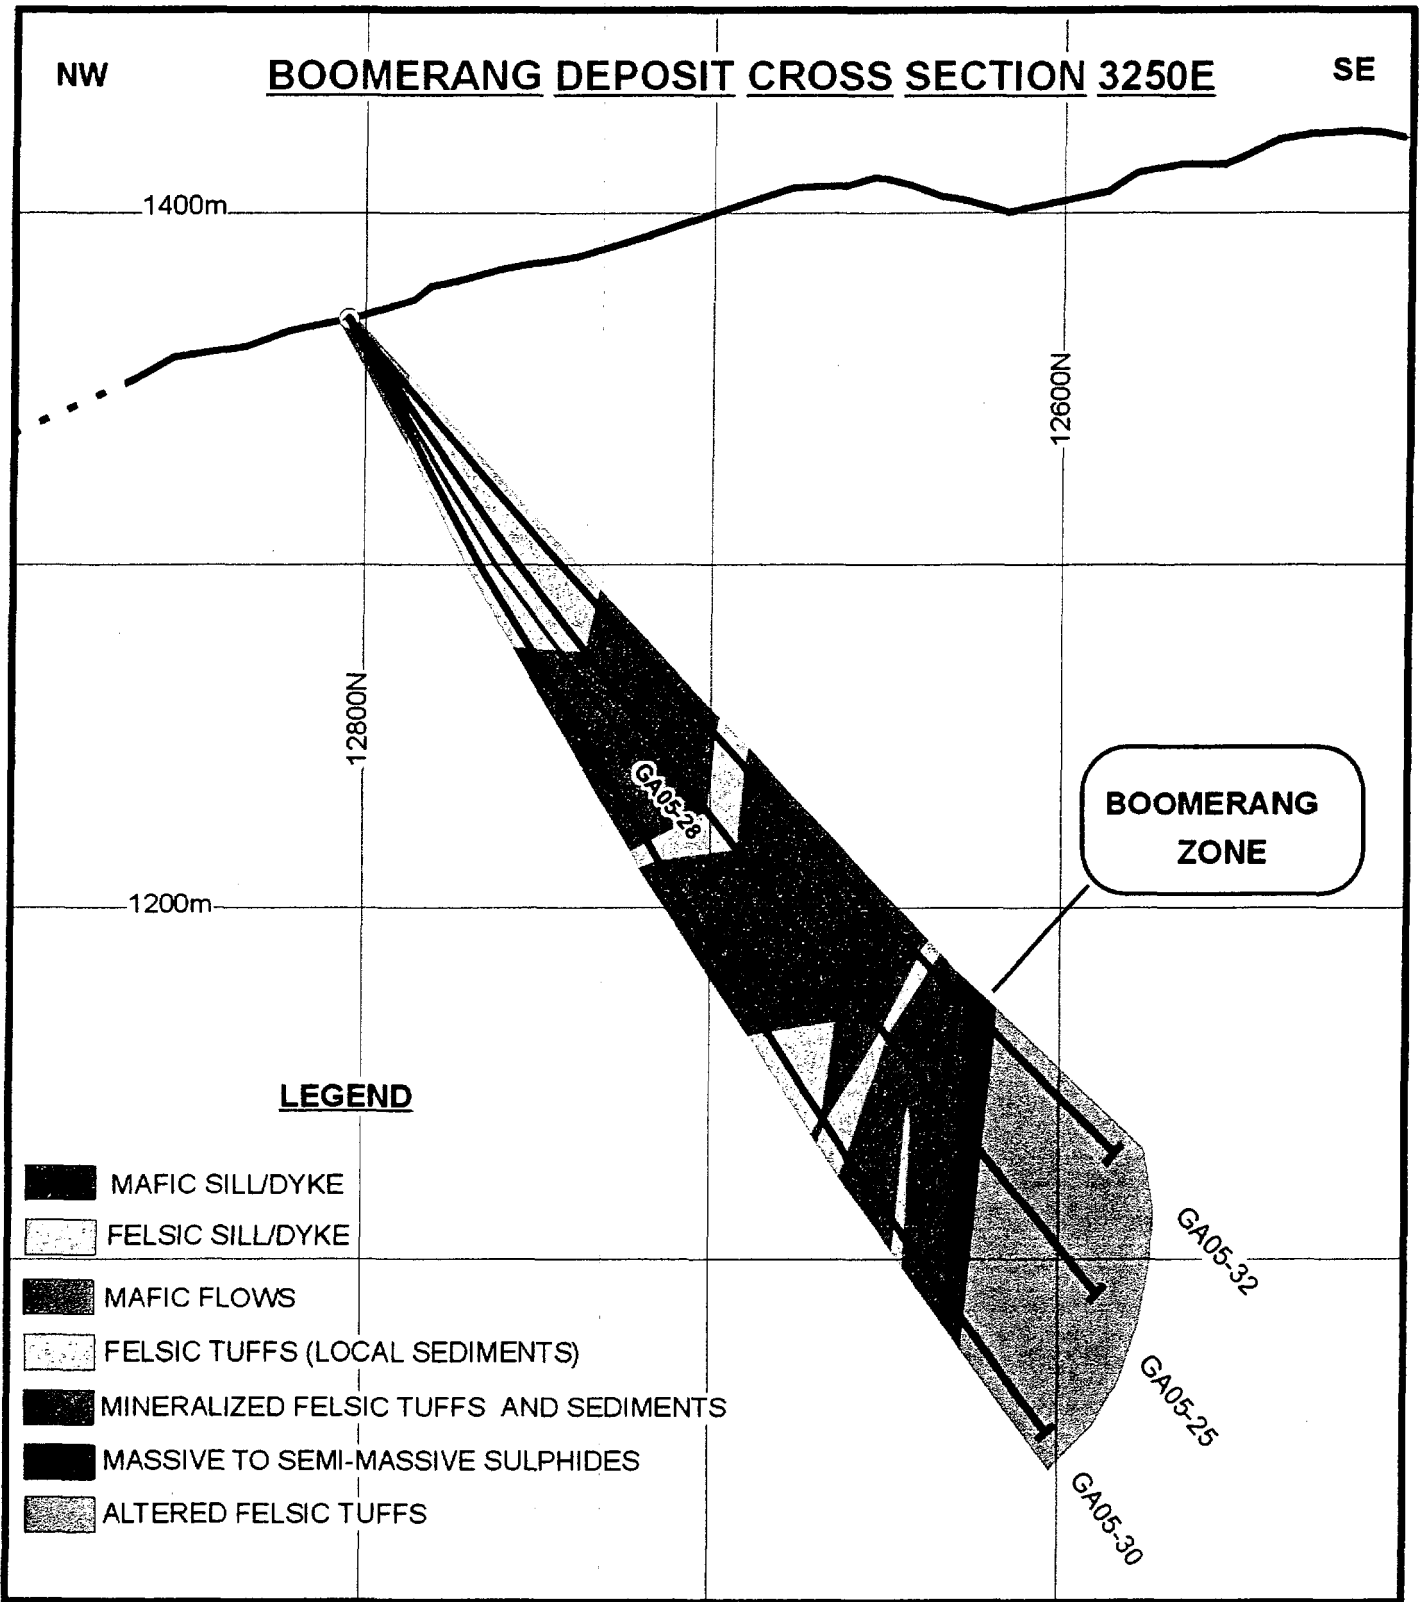 NW
BOOMERANG DEPOSIT CROSS SECTION 3250E
SE
1400m
12600N
12800N
GA05-28
BOOMERANG
ZONE
1200m
LEGEND
MAFIC SILL/DYKE
FELSIC SILL/DYKE
MAFIC FLOWS
FELSIC TUFFS (LOCAL SEDIMENTS)
MINERALIZED FELSIC TUFFS AND SEDIMENTS
MASSIVE TO SEMI-MASSIVE SULPHIDES
ALTERED FELSIC TUFFS
GA05-32
GA05-25
GA05-30